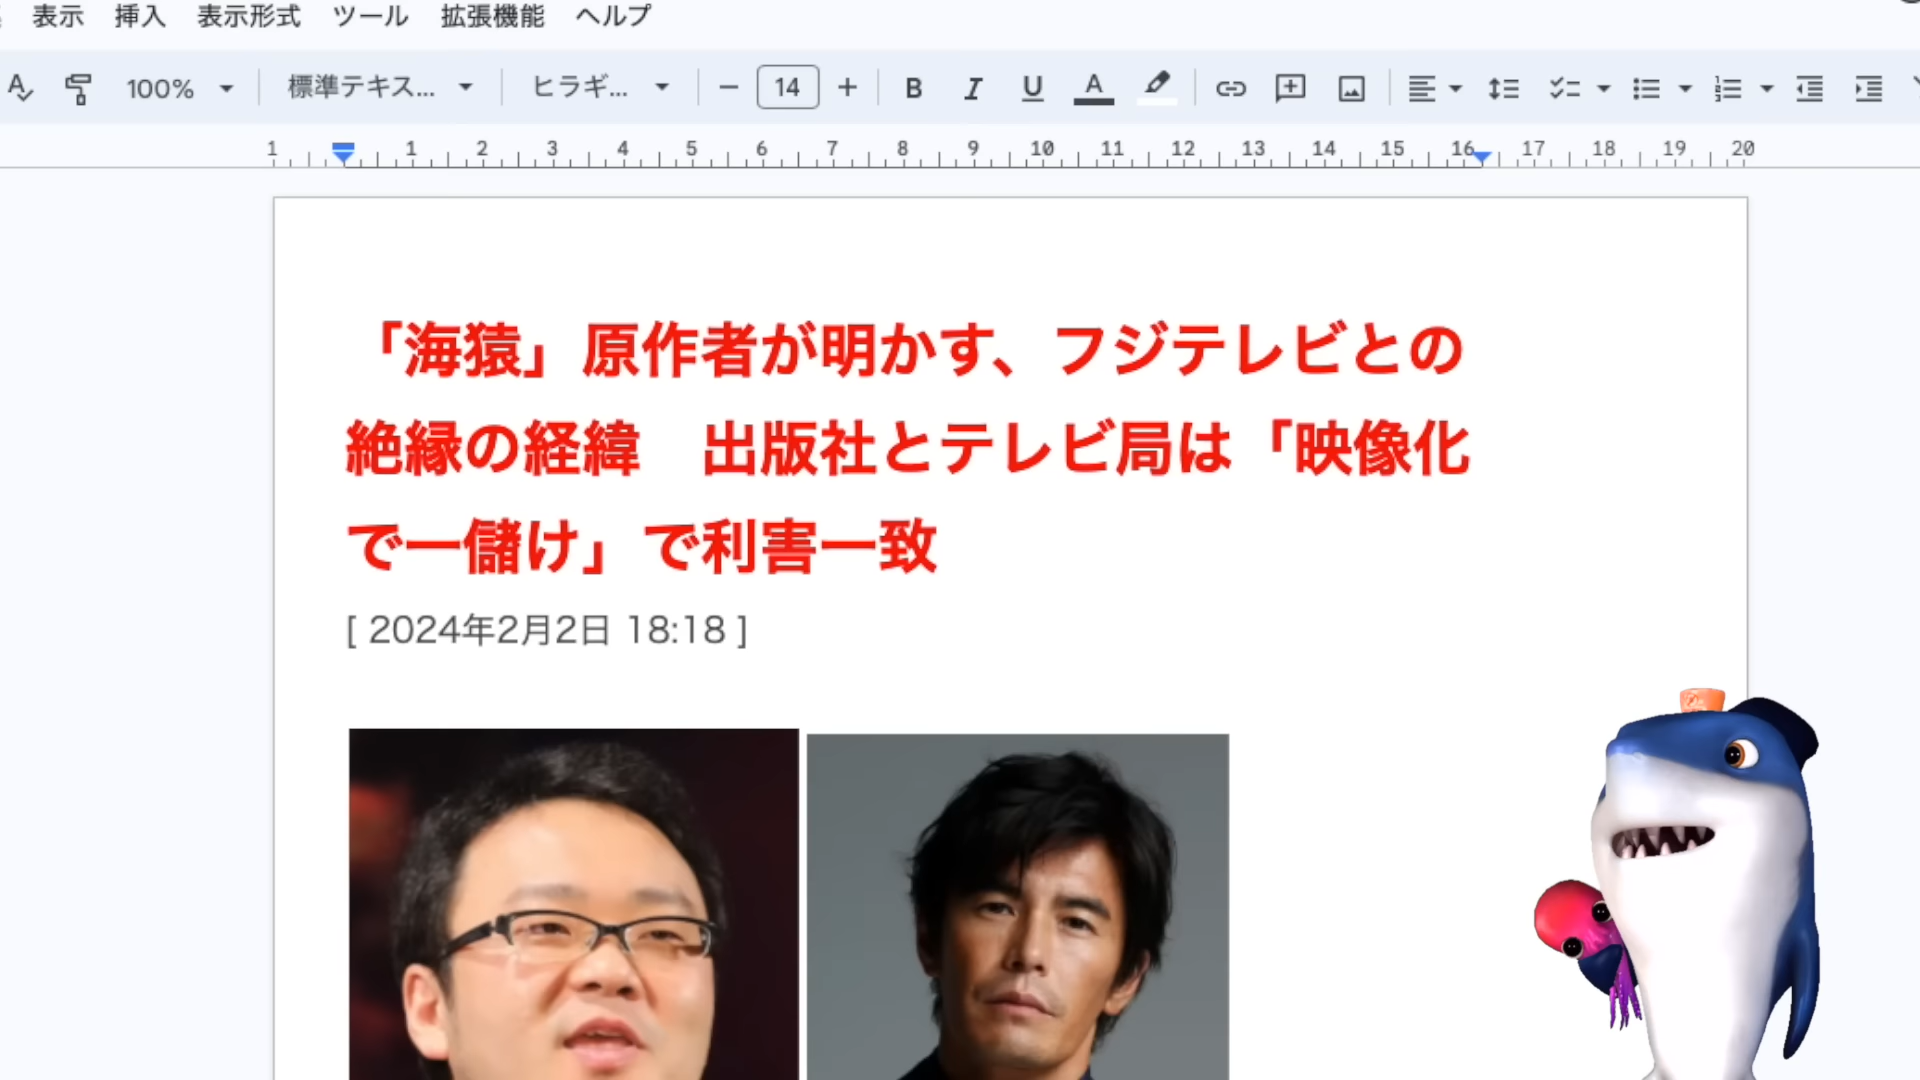 表示 挿入 表示形式 ツール 拡張機能 ヘルプ
100% 標準テキス... ヒラギ... 14 B I U A
1 1 2 3 4 5 6 7 8 9 10 11 12 13 14 15 16 17 18 19 20
「海猿」原作者が明かす、フジテレビとの
絶縁の経緯　出版社とテレビ局は「映像化
で一儲け」で利害一致
[ 2024年2月2日 18:18 ]